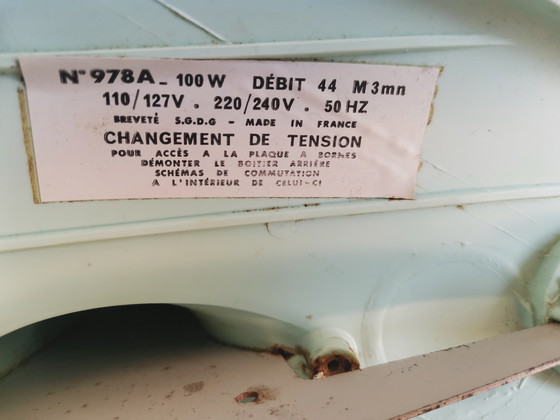 N° 978A - 100 W DÉBIT 44 M3mn
110/127V . 220/240V . 50 HZ
BREVETÉ S.G.D.G - MADE IN FRANCE
CHANGEMENT DE TENSION
POUR ACCÈS A LA PLAQUE A BORNES
DÉMONTER LE BOITIER ARRIÈRE
SCHÉMAS DE COMMUTATION
A L'INTÉRIEUR DE CELUI-CI